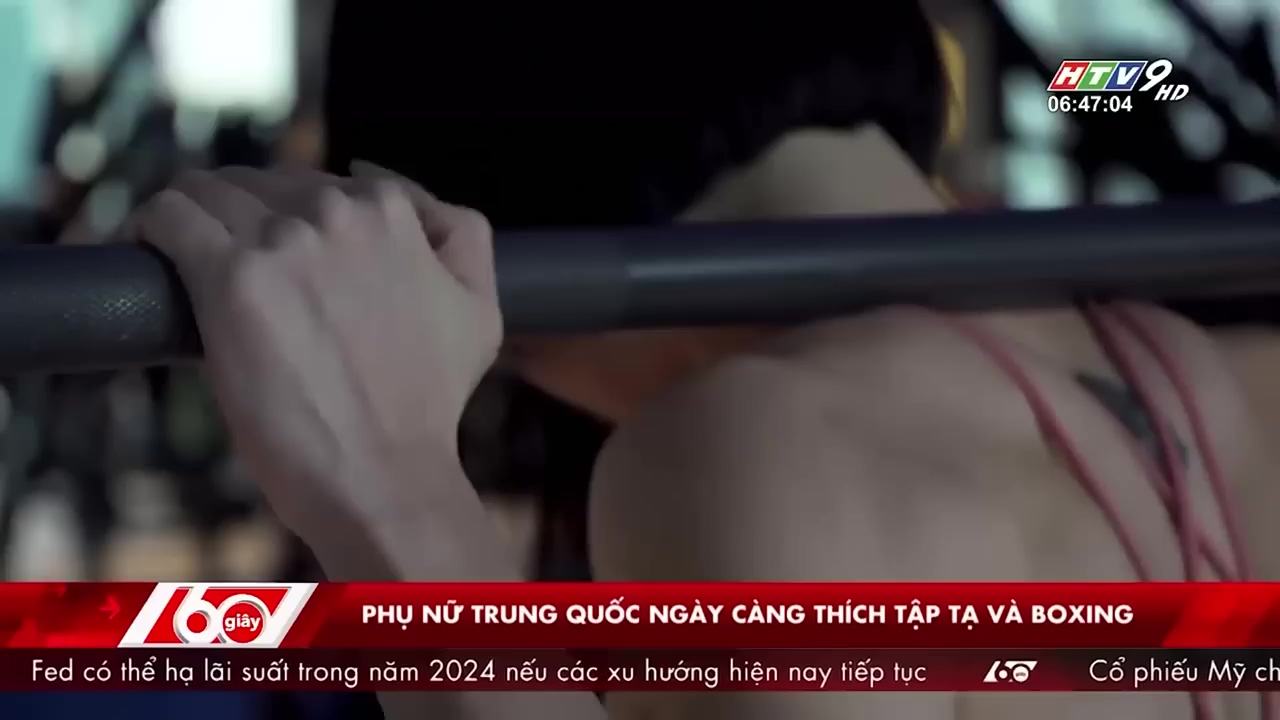 HTV9 HD
06:47:04
60 giây
PHỤ NỮ TRUNG QUỐC NGÀY CÀNG THÍCH TẬP TẠ VÀ BOXING
Fed có thể hạ lãi suất trong năm 2024 nếu các xu hướng hiện nay tiếp tục 60 giây Cổ phiếu Mỹ ch